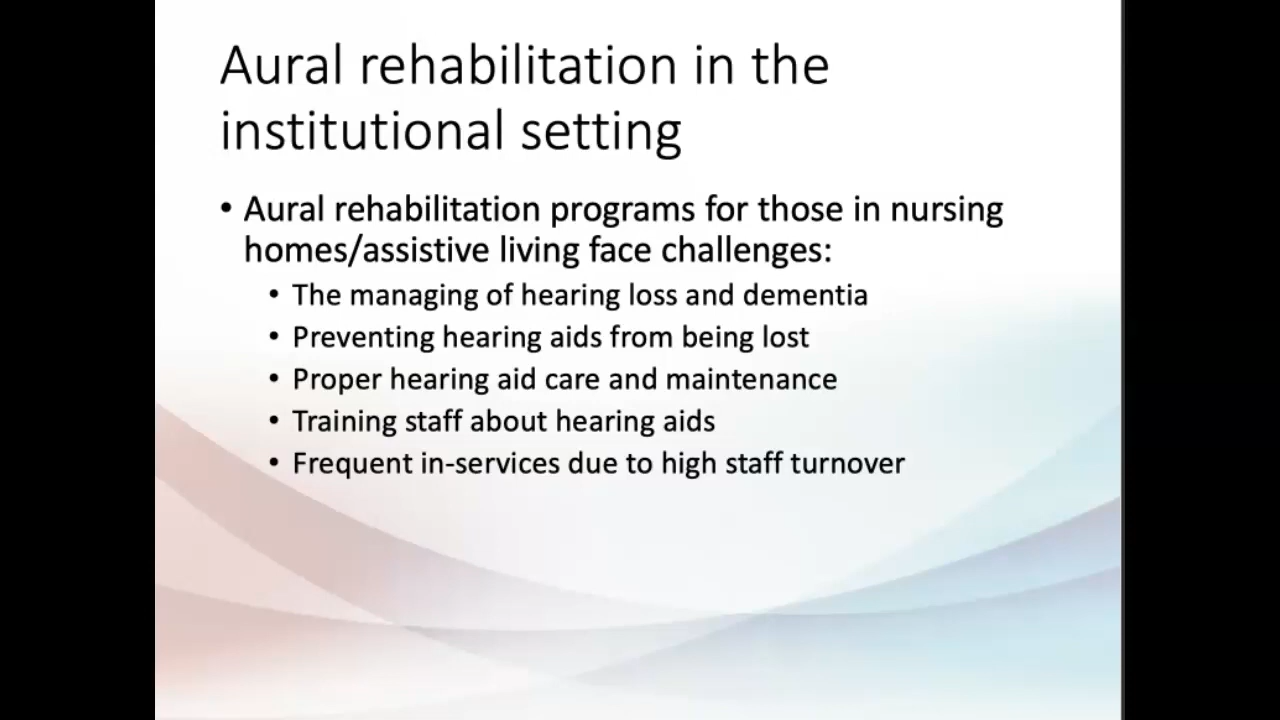 Aural rehabilitation in the
institutional setting
• Aural rehabilitation programs for those in nursing
homes/assistive living face challenges:
• The managing of hearing loss and dementia
• Preventing hearing aids from being lost
• Proper hearing aid care and maintenance
• Training staff about hearing aids
• Frequent in-services due to high staff turnover